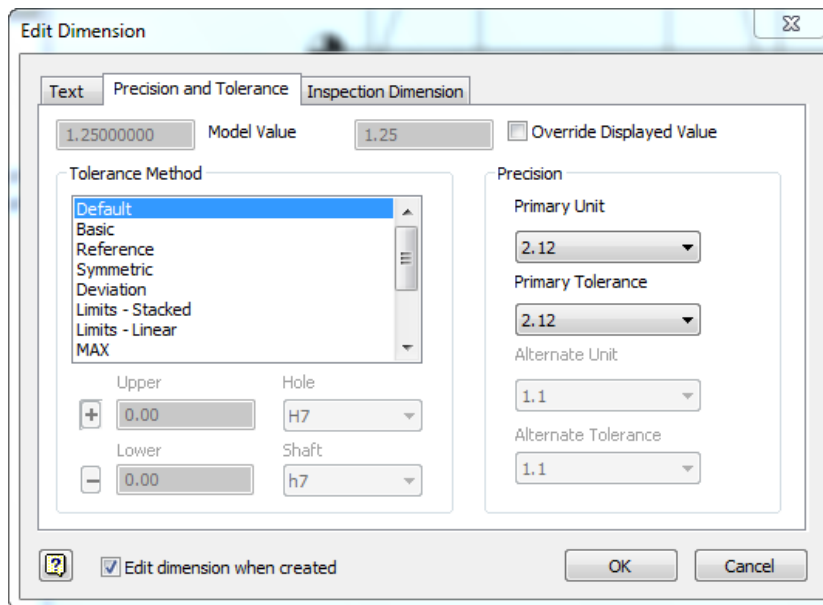 Edit Dimension
Text Precision and Tolerance Inspection Dimension
1.25000000 Model Value 1.25 Override Displayed Value
Tolerance Method
Default
Basic
Reference
Symmetric
Deviation
Limits - Stacked
Limits - Linear
MAX
Upper Hole
+ 0.00 H7
Lower Shaft
- 0.00 h7
Precision
Primary Unit
2.12
Primary Tolerance
2.12
Alternate Unit
1.1
Alternate Tolerance
1.1
? Edit dimension when created OK Cancel